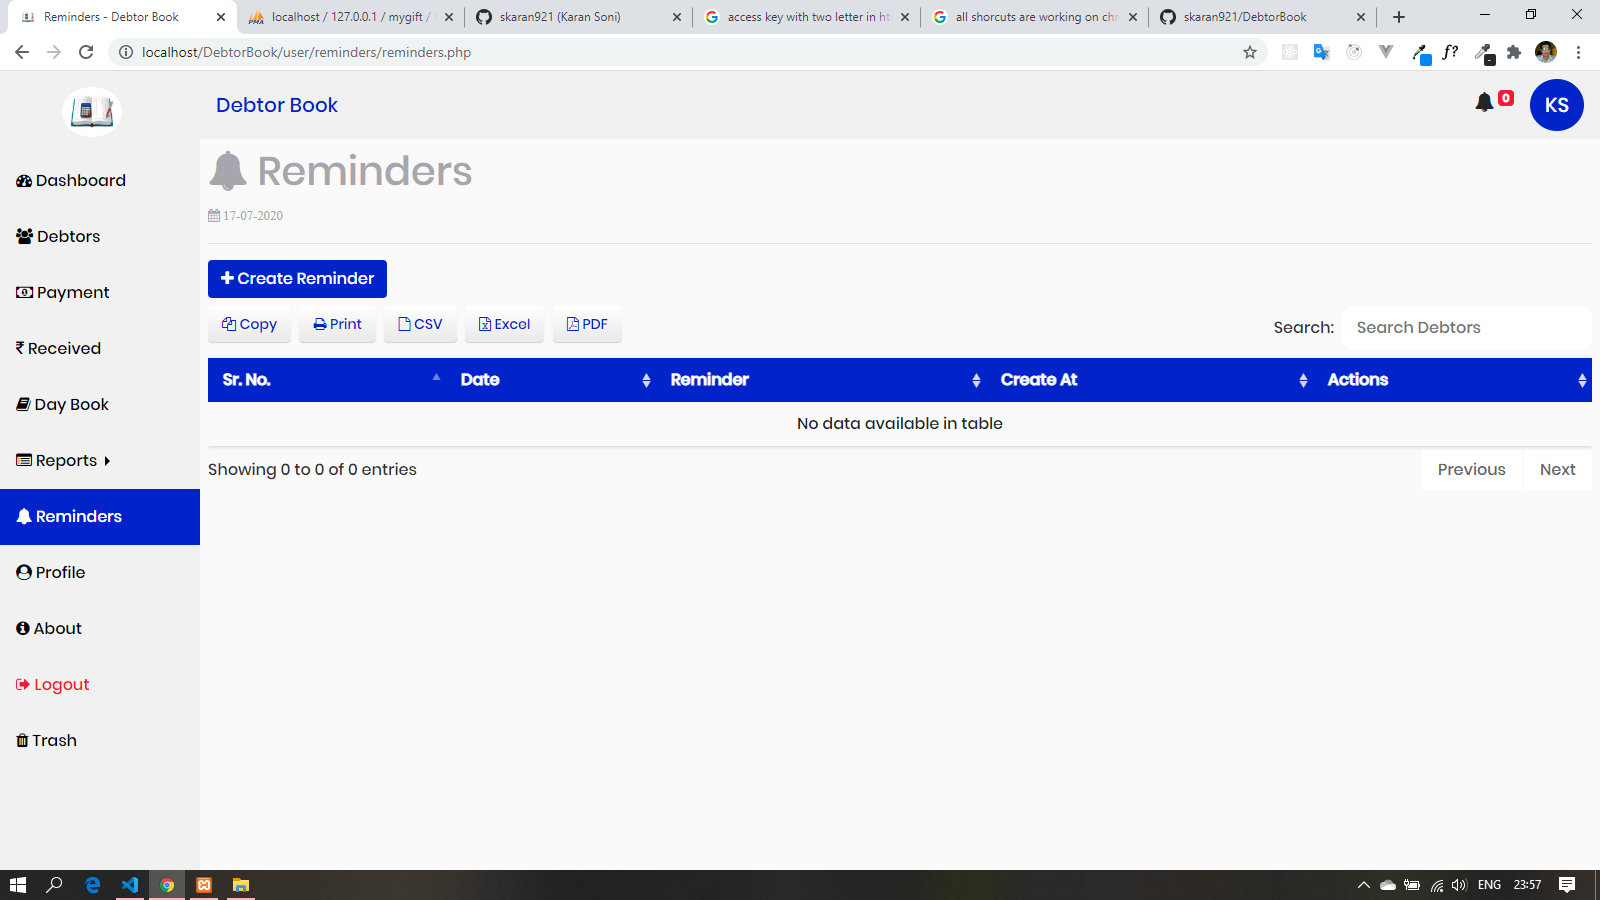 Reminders - Debtor Book
localhost / 127.0.0.1 / mygift /
skaran921 (Karan Soni)
access key with two letter in ht
all shorcuts are working on chr
skaran921/DebtorBook
localhost/DebtorBook/user/reminders/reminders.php
f?
Debtor Book
0
KS
Dashboard
Debtors
Payment
Received
Day Book
Reports
Reminders
Profile
About
Logout
Trash
Reminders
17-07-2020
Create Reminder
Copy Print CSV Excel PDF
Search: Search Debtors
Sr. No. Date Reminder Create At Actions
No data available in table
Showing 0 to 0 of 0 entries
Previous Next
ENG 23:57